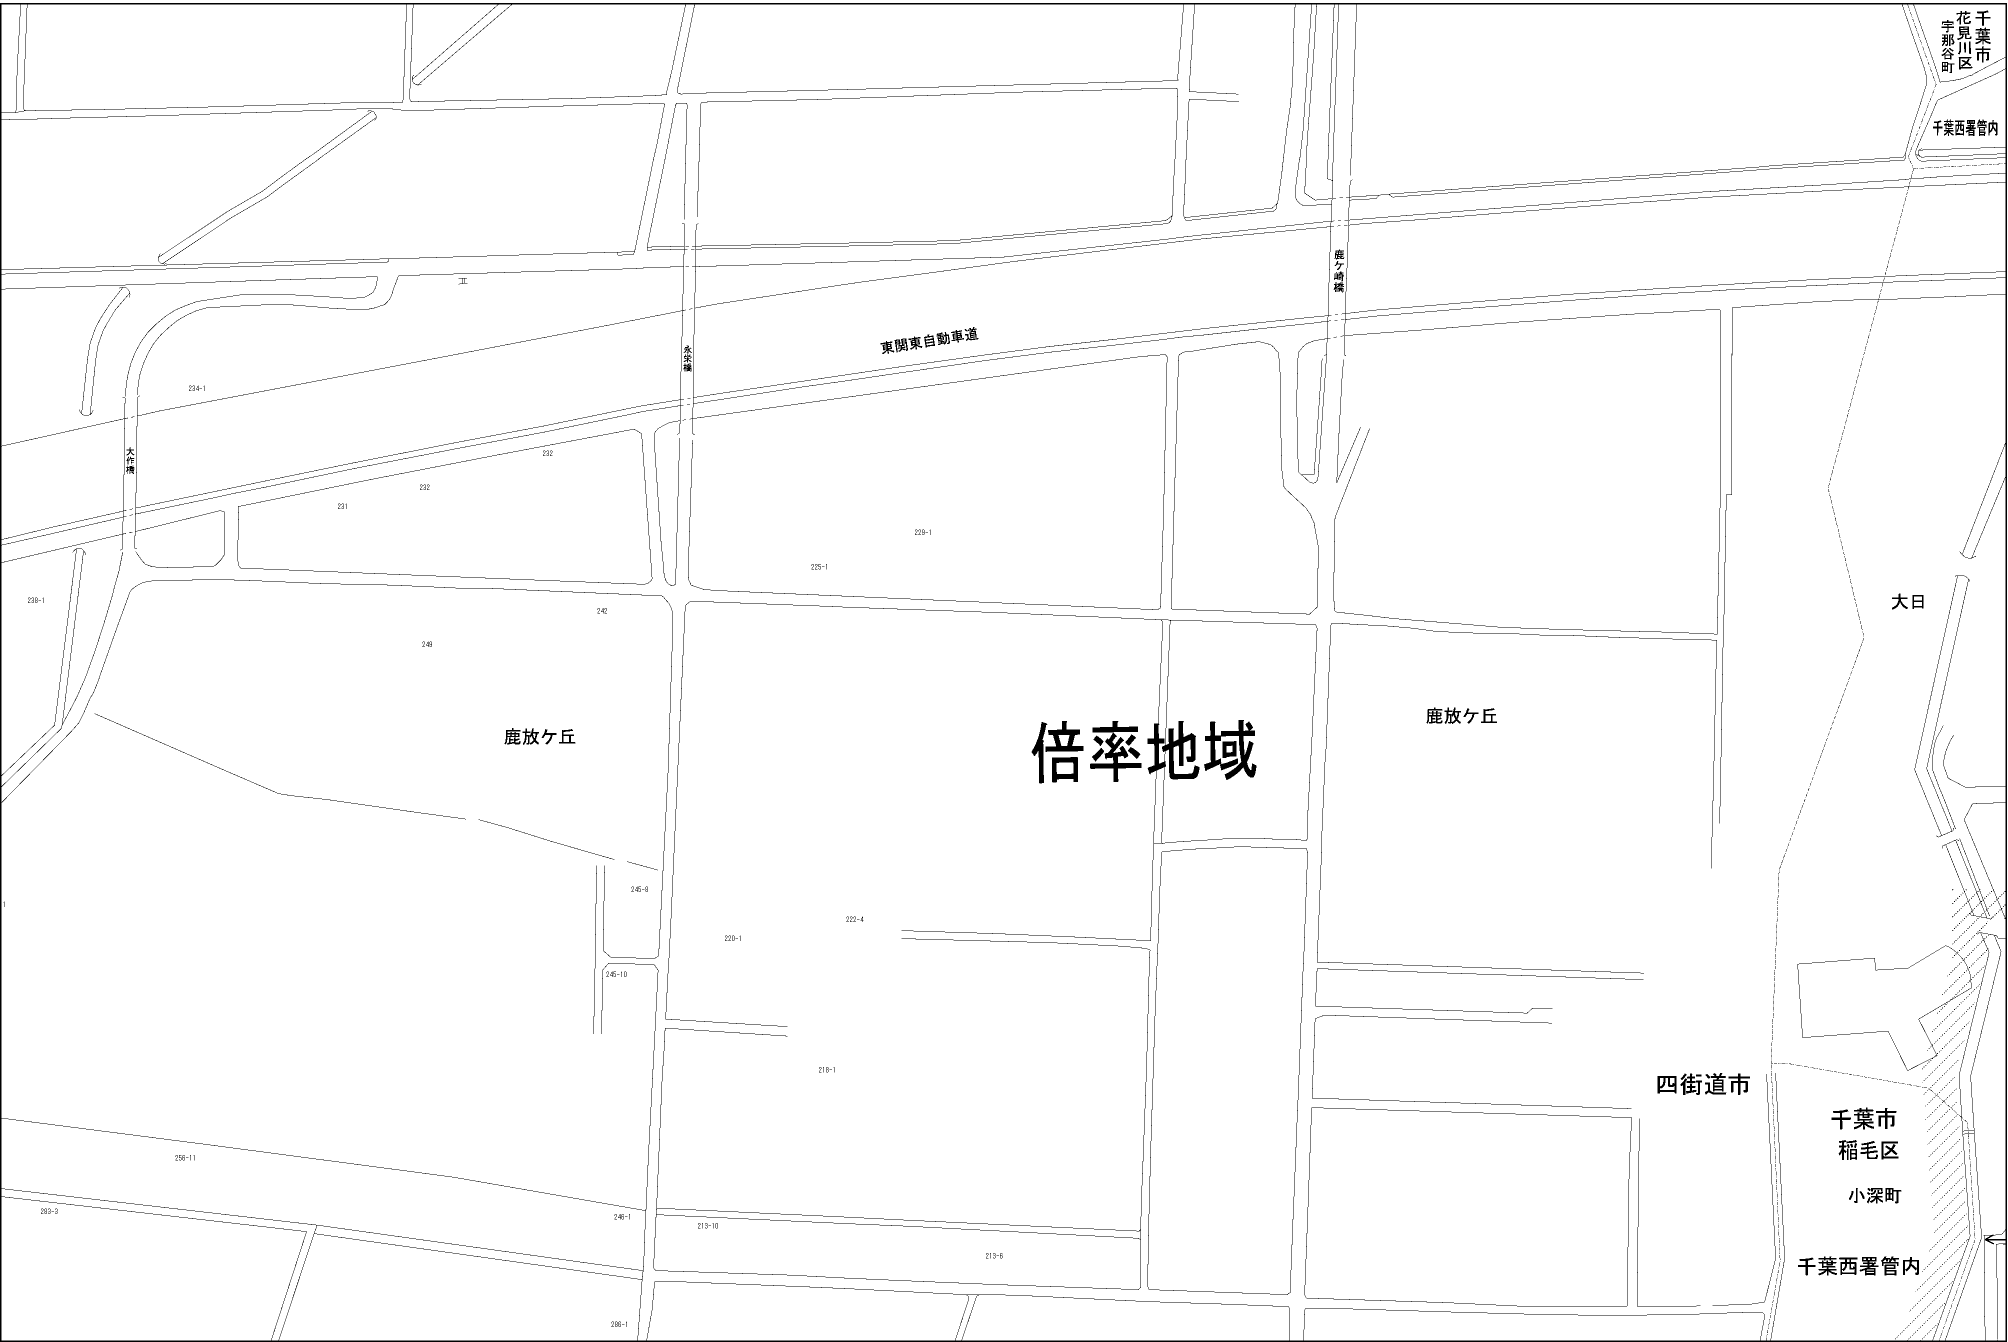 千葉市
花見川区
宇那谷町
千葉西署管内
鹿ケ崎橋
東関東自動車道
永栄橋
234-1
大作橋
232
232
231
229-1
225-1
238-1
242
249
大日
鹿放ケ丘
倍率地域
鹿放ケ丘
245-8
1
222-4
220-1
245-10
218-1
四街道市
千葉市
稲毛区
小深町
256-11
283-3
246-1
213-10
213-6
千葉西署管内
286-1